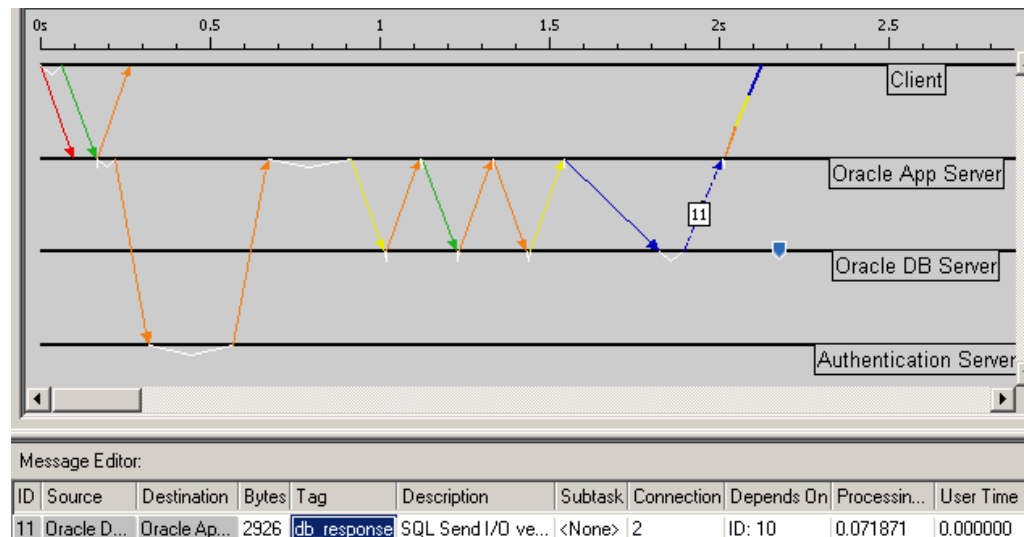 0s 0.5 1 1.5 2s 2.5
Client
Oracle App Server
11
Oracle DB Server
Authentication Server
Message Editor:
ID Source Destination Bytes Tag Description Subtask Connection Depends On Processin... User Time
11 Oracle D... Oracle Ap... 2926 db_response SQL Send I/O ve... <None> 2 ID: 10 0.071871 0.000000